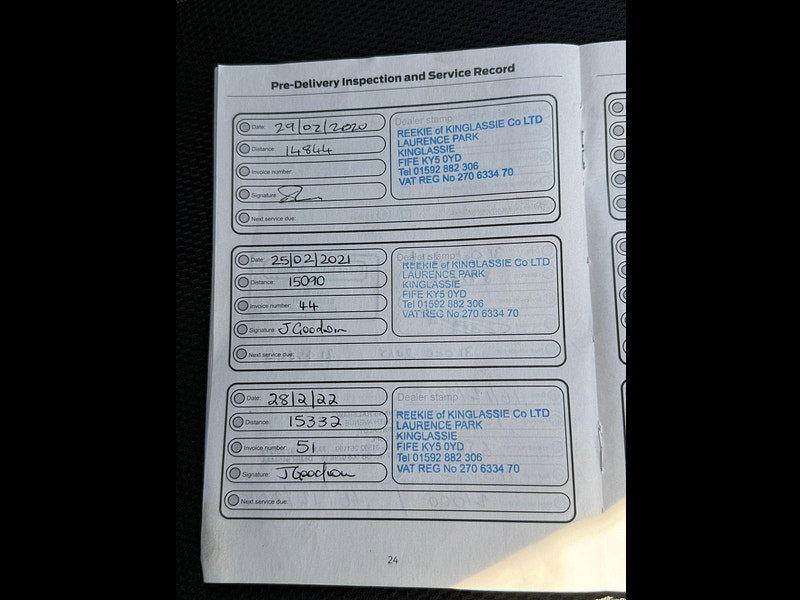 Pre-Delivery Inspection and Service Record
Date: 29/02/2020
Distance: 14844
Invoice number:
Signature:
Next service due:
Dealer stamp
REEKIE of KINGLASSIE Co LTD
LAURENCE PARK
KINGLASSIE
FIFE KY5 0YD
Tel 01592 882 306
VAT REG No 270 6334 70
Date: 25/02/2021
Distance: 15090
Invoice number: 44
Signature: J Goodwin
Next service due:
Dealer stamp
REEKIE of KINGLASSIE Co LTD
LAURENCE PARK
KINGLASSIE
FIFE KY5 0YD
Tel 01592 882 306
VAT REG No 270 6334 70
Date: 28/2/22
Distance: 15332
Invoice number: 51
Signature: J Goodwin
Next service due:
Dealer stamp
REEKIE of KINGLASSIE Co LTD
LAURENCE PARK
KINGLASSIE
FIFE KY5 0YD
Tel 01592 882 306
VAT REG No 270 6334 70
24